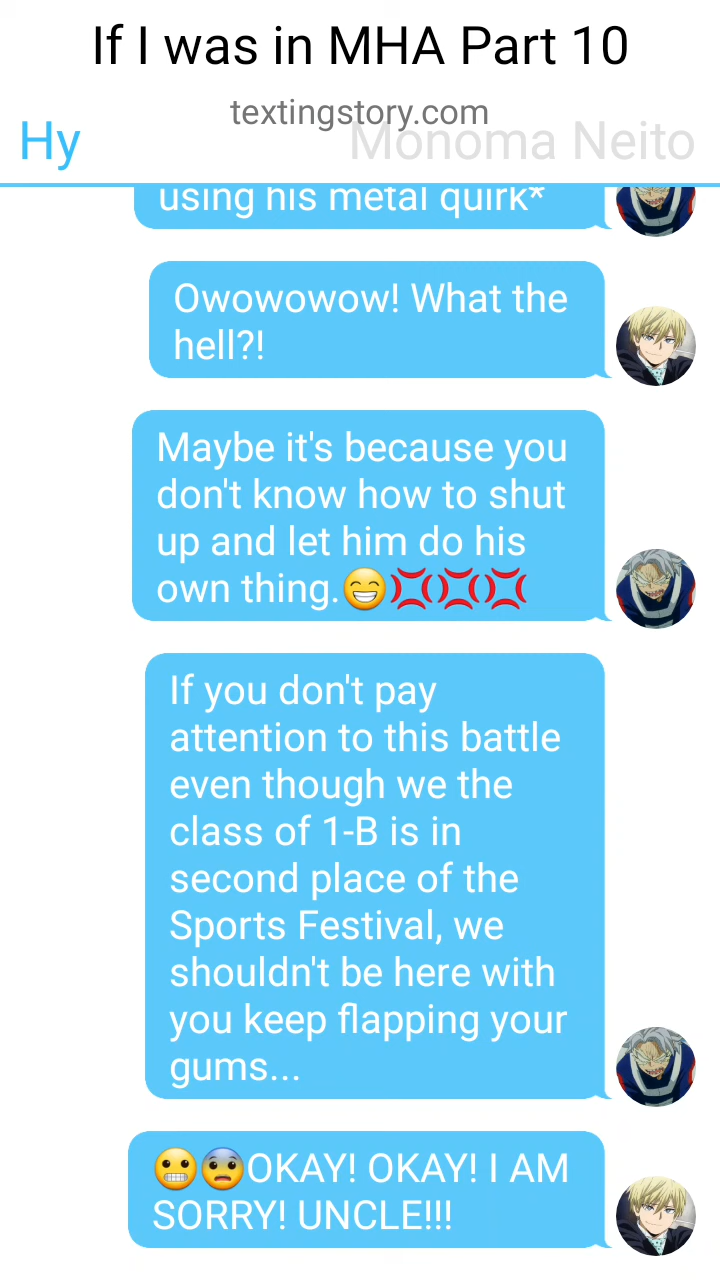 If I was in MHA Part 10
textingstory.com
Hy
Monoma Neito
using his metal quirk*
Owowowow! What the
hell?!
Maybe it's because you
don't know how to shut
up and let him do his
own thing.😁💢💢💢
If you don't pay
attention to this battle
even though we the
class of 1-B is in
second place of the
Sports Festival, we
shouldn't be here with
you keep flapping your
gums...
😬😨OKAY! OKAY! I AM
SORRY! UNCLE!!!